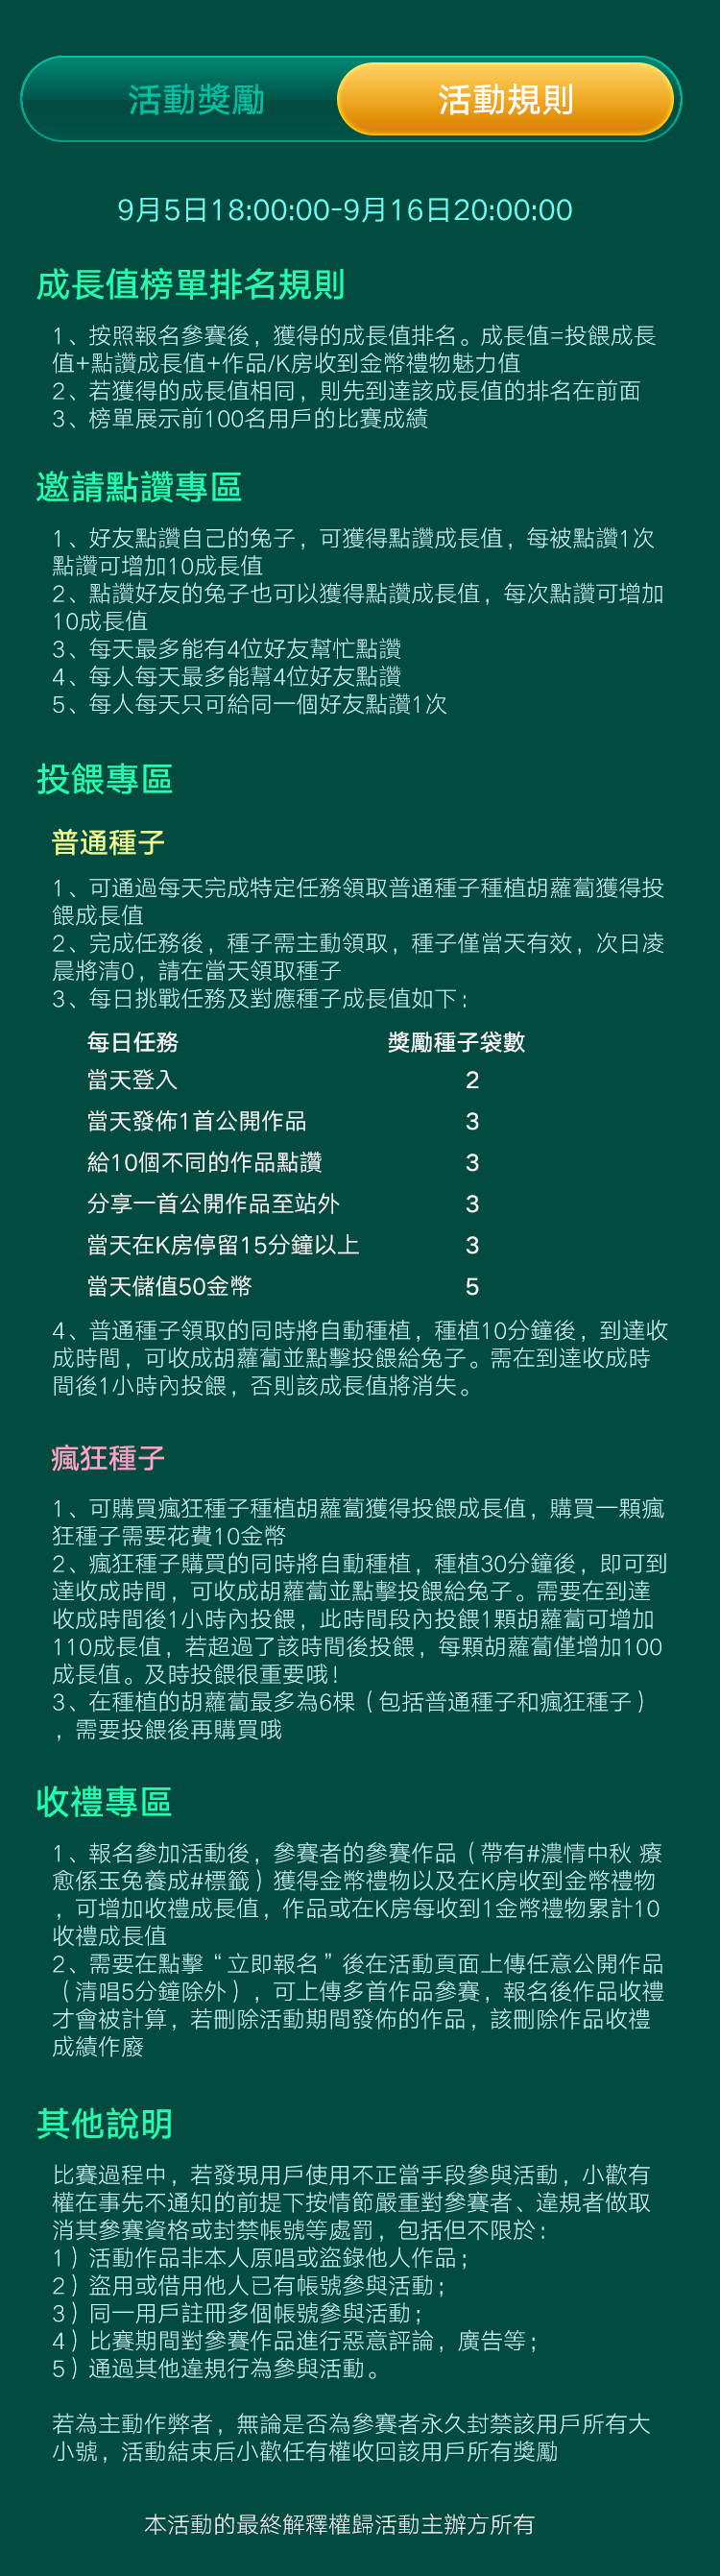 活動獎勵
活動規則
9月5日18:00:00-9月16日20:00:00
成長值榜單排名規則
1、按照報名參賽後，獲得的成長值排名。成長值=投餵成長
值+點讚成長值+作品/K房收到金幣禮物魅力值
2、若獲得的成長值相同，則先到達該成長值的排名在前面
3、榜單展示前100名用戶的比賽成績
邀請點讚專區
1、好友點讚自己的兔子，可獲得點讚成長值，每被點讚1次
點讚可增加10成長值
2、點讚好友的兔子也可以獲得點讚成長值，每次點讚可增加
10成長值
3、每天最多能有4位好友幫忙點讚
4、每人每天最多能幫4位好友點讚
5、每人每天只可給同一個好友點讚1次
投餵專區
普通種子
1、可通過每天完成特定任務領取普通種子種植胡蘿蔔獲得投
餵成長值
2、完成任務後，種子需主動領取，種子僅當天有效，次日凌
晨將清0，請在當天領取種子
3、每日挑戰任務及對應種子成長值如下：
每日任務 獎勵種子袋數
當天登入 2
當天發佈1首公開作品 3
給10個不同的作品點讚 3
分享一首公開作品至站外 3
當天在K房停留15分鐘以上 3
當天儲值50金幣 5
4、普通種子領取的同時將自動種植，種植10分鐘後，到達收
成時間，可收成胡蘿蔔並點擊投餵給兔子。需在到達收成時
間後1小時內投餵，否則該成長值將消失。
瘋狂種子
1、可購買瘋狂種子種植胡蘿蔔獲得投餵成長值，購買一顆瘋
狂種子需要花費10金幣
2、瘋狂種子購買的同時將自動種植，種植30分鐘後，即可到
達收成時間，可收成胡蘿蔔並點擊投餵給兔子。需要在到達
收成時間後1小時內投餵，此時間段內投餵1顆胡蘿蔔可增加
110成長值，若超過了該時間後投餵，每顆胡蘿蔔僅增加100
成長值。及時投餵很重要哦！
3、在種植的胡蘿蔔最多為6棵（包括普通種子和瘋狂種子）
，需要投餵後再購買哦
收禮專區
1、報名參加活動後，參賽者的參賽作品（帶有#濃情中秋 療
愈係玉兔養成#標籤）獲得金幣禮物以及在K房收到金幣禮物
，可增加收禮成長值，作品或在K房每收到1金幣禮物累計10
收禮成長值
2、需要在點擊“立即報名”後在活動頁面上傳任意公開作品
（清唱5分鐘除外），可上傳多首作品參賽，報名後作品收禮
才會被計算，若刪除活動期間發佈的作品，該刪除作品收禮
成績作廢
其他說明
比賽過程中，若發現用戶使用不正當手段參與活動，小歡有
權在事先不通知的前提下按情節嚴重對參賽者、違規者做取
消其參賽資格或封禁帳號等處罰，包括但不限於：
1）活動作品非本人原唱或盜錄他人作品；
2）盜用或借用他人已有帳號參與活動；
3）同一用戶註冊多個帳號參與活動；
4）比賽期間對參賽作品進行惡意評論，廣告等；
5）通過其他違規行為參與活動。
若為主動作弊者，無論是否為參賽者永久封禁該用戶所有大
小號，活動結束后小歡任有權收回該用戶所有獎勵
本活動的最終解釋權歸活動主辦方所有